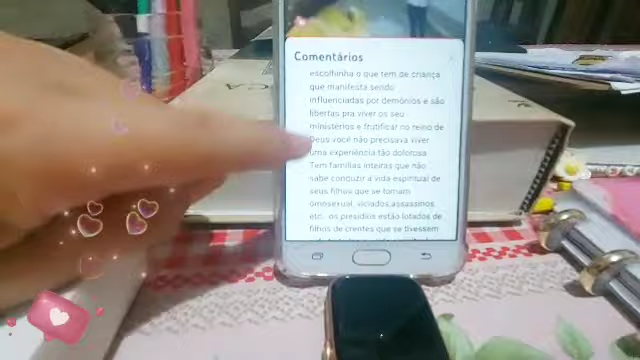 Comentários
escolhinha o que tem de criança
que manifesta sendo
influenciadas por demônios e são
libertas pra viver os seu
ministérios e frutificar no reino de
Deus você não precisava viver
uma experiência tão dolorosa
Tem famílias inteiras que não
sabe conduzir a vida espiritual de
seus filhos que se tornam
omosexual, viciados,assassinos
etc.. os presídios estão lotados de
filhos de crentes que se tivessem
CA